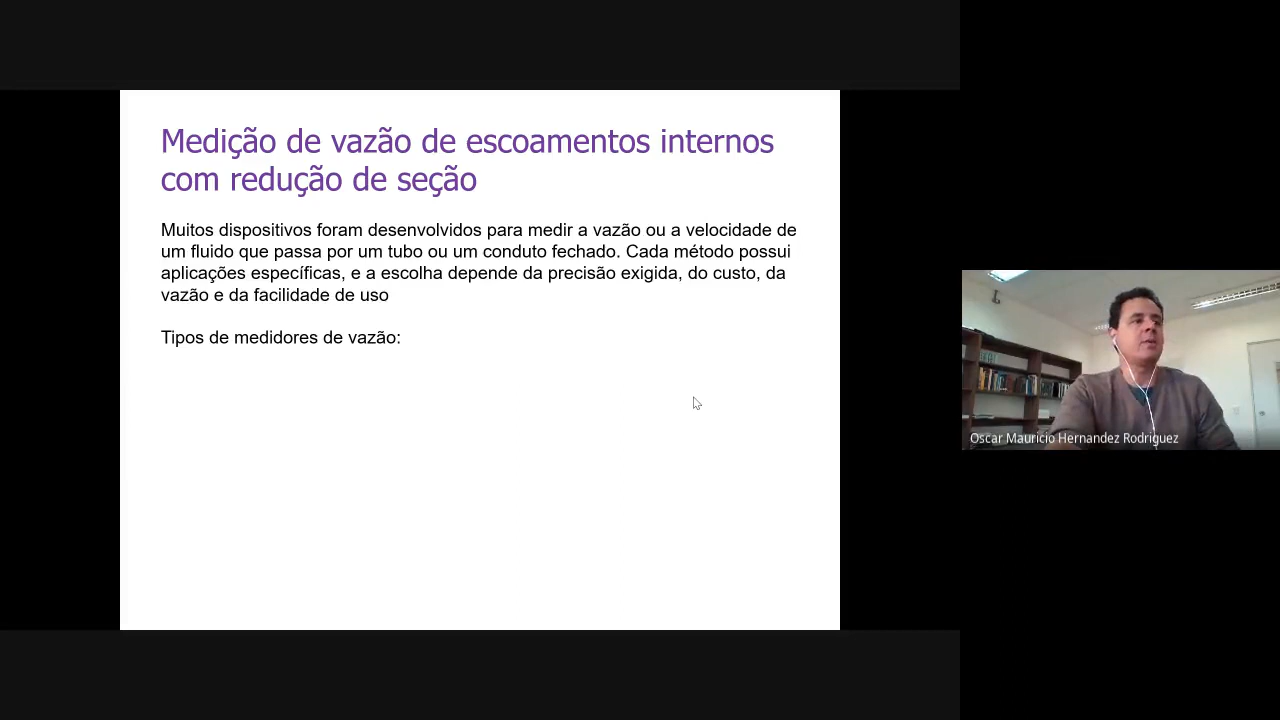 Medição de vazão de escoamentos internos
com redução de seção
Muitos dispositivos foram desenvolvidos para medir a vazão ou a velocidade de
um fluido que passa por um tubo ou um conduto fechado. Cada método possui
aplicações específicas, e a escolha depende da precisão exigida, do custo, da
vazão e da facilidade de uso
Tipos de medidores de vazão:
Oscar Mauricio Hernandez Rodriguez